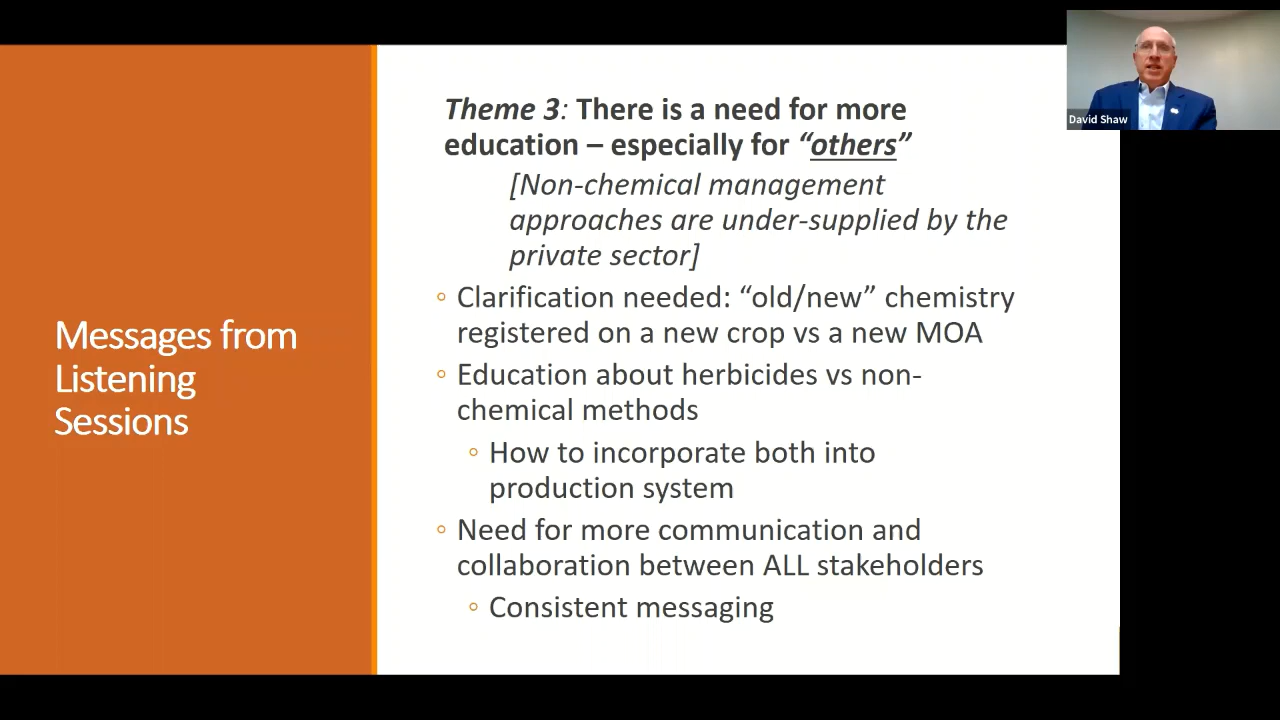 Messages from
Listening
Sessions
Theme 3: There is a need for more
education – especially for “others”
[Non-chemical management
approaches are under-supplied by the
private sector]
◦ Clarification needed: “old/new” chemistry
registered on a new crop vs a new MOA
◦ Education about herbicides vs non-
chemical methods
◦ How to incorporate both into
production system
◦ Need for more communication and
collaboration between ALL stakeholders
◦ Consistent messaging
David Shaw